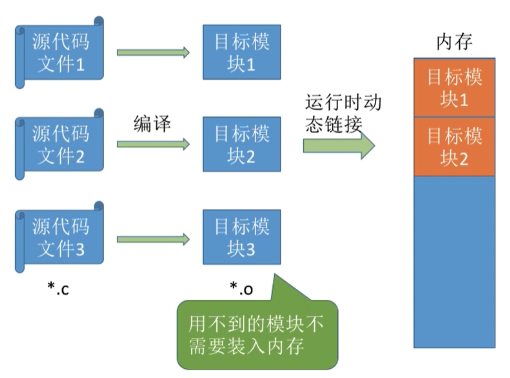 源代码
文件1
目标模
块1
内存
目标模
块1
运行时动
态链接
编译
源代码
文件2
目标模
块2
目标模
块2
源代码
文件3
目标模
块3
*.c
*.o
用不到的模块不
需要装入内存